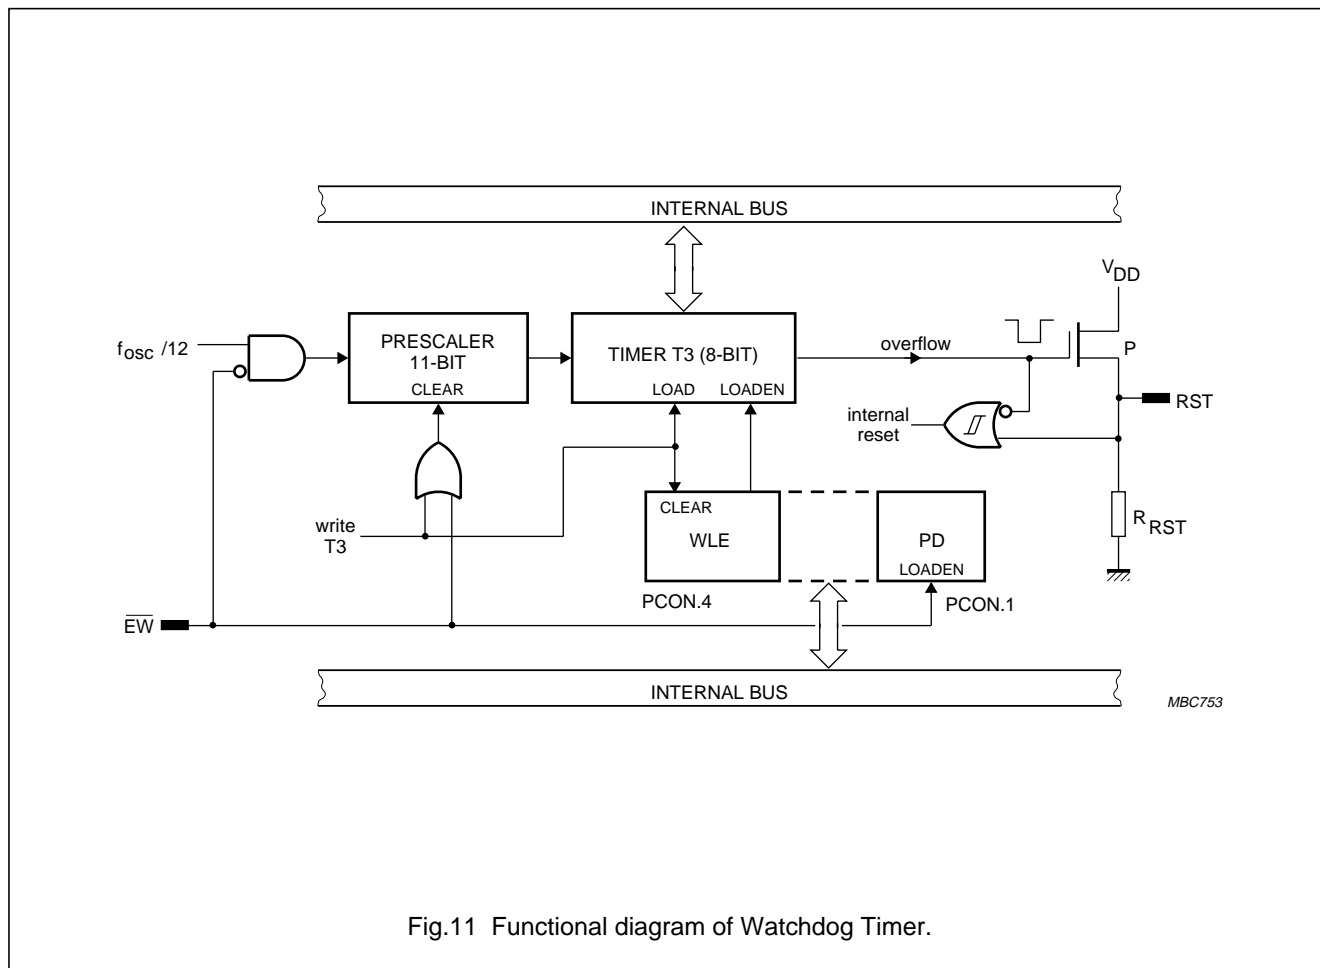 INTERNAL BUS
VDD
fosc /12
PRESCALER
11-BIT
CLEAR
TIMER T3 (8-BIT)
LOAD LOADEN
overflow
P
RST
internal
reset
write
T3
CLEAR
WLE
PD
LOADEN
RRST
PCON.4
PCON.1
EW
INTERNAL BUS
MBC753
Fig.11 Functional diagram of Watchdog Timer.